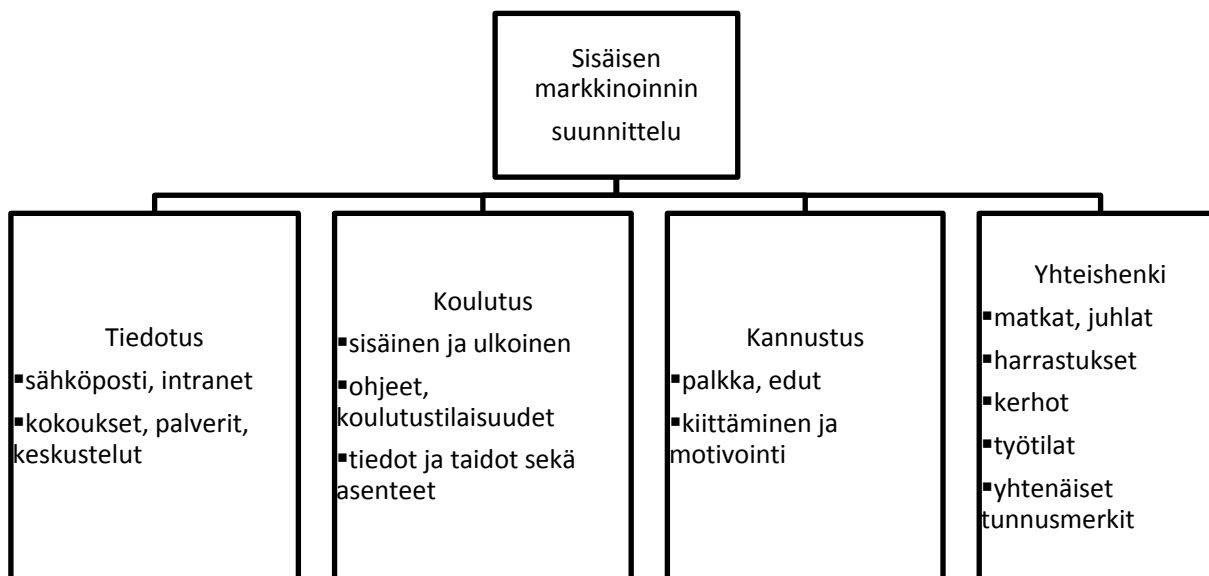 Sisäisen
markkinoinnin
suunnittelu
Tiedotus
▪sähköposti, intranet
▪kokoukset, palverit,
keskustelut
Koulutus
▪sisäinen ja ulkoinen
▪ohjeet,
koulutustilaisuudet
▪tiedot ja taidot sekä
asenteet
Kannustus
▪palkka, edut
▪kiittäminen ja
motivointi
Yhteishenki
▪matkat, juhlat
▪harrastukset
▪kerhot
▪työtilat
▪yhtenäiset
tunnusmerkit